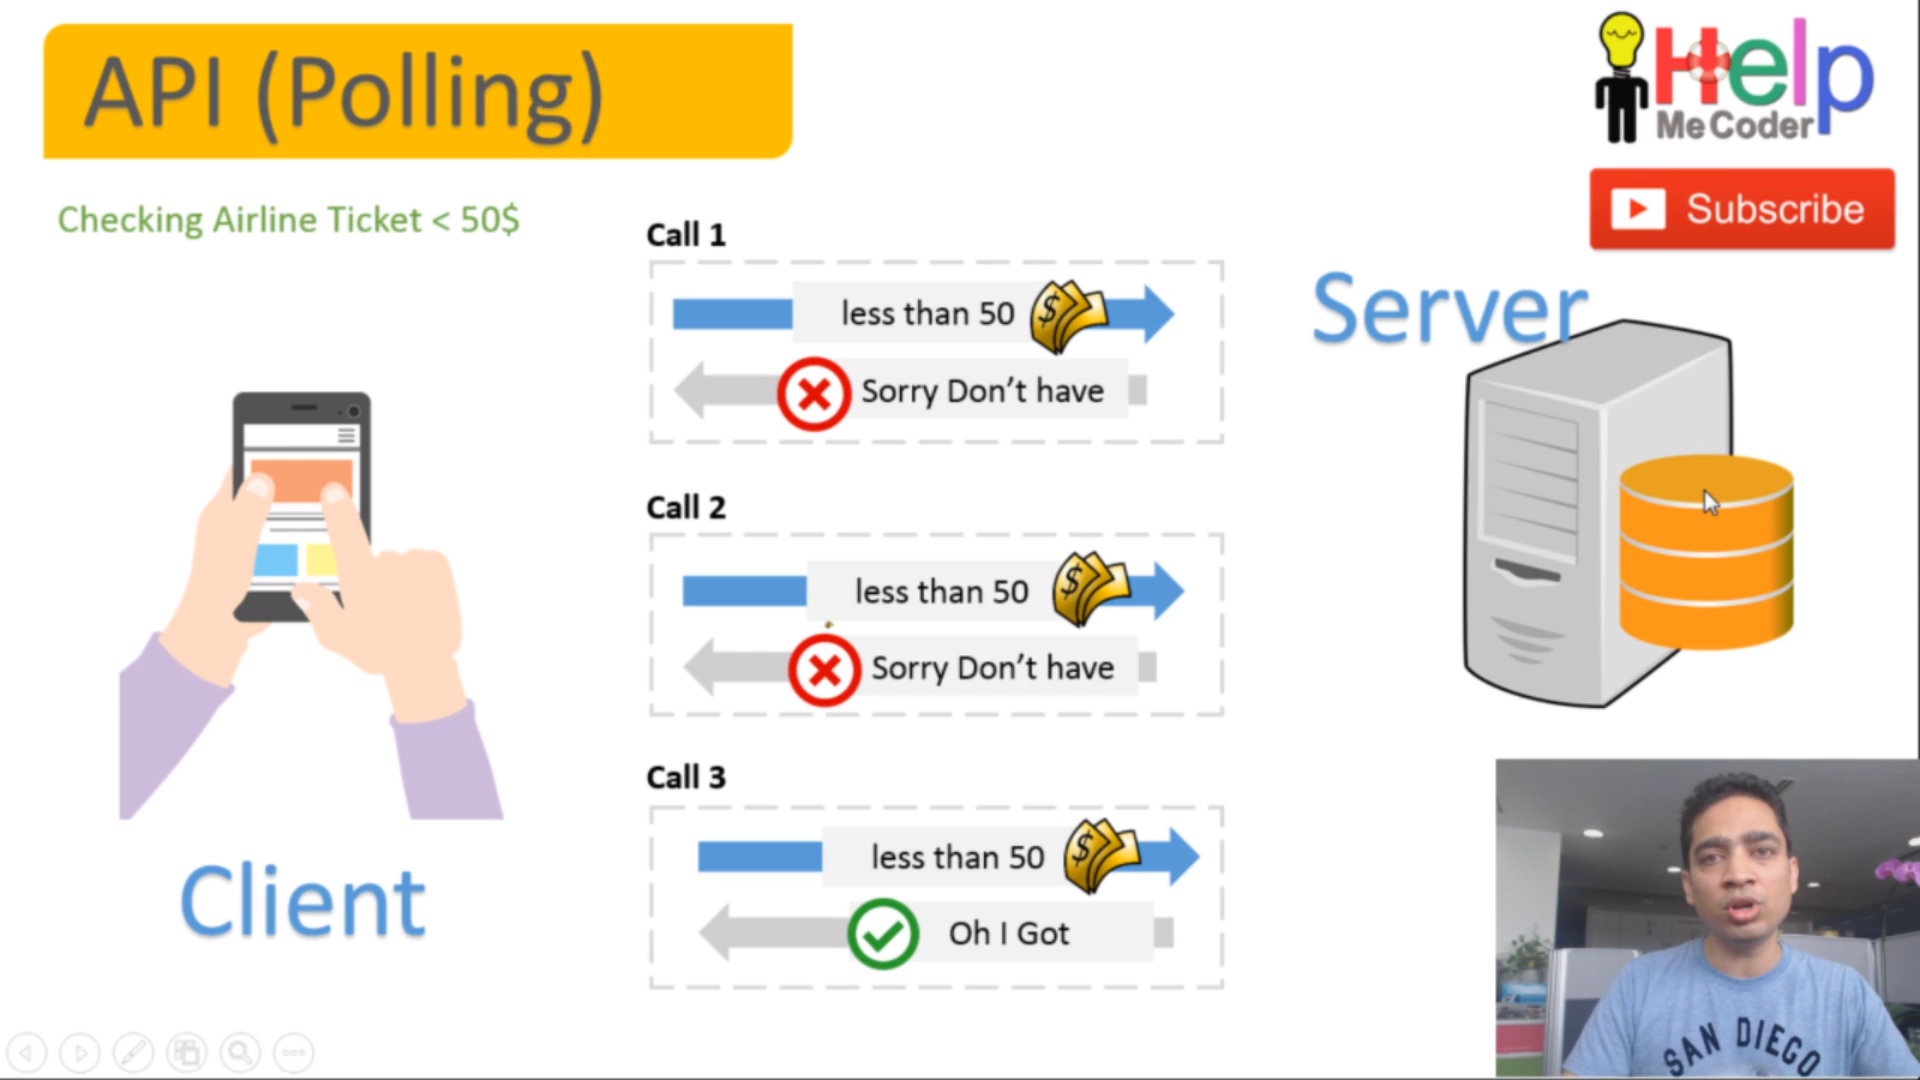 API (Polling)
Help
Me Coder
Subscribe
Checking Airline Ticket < 50$
Call 1
less than 50
Sorry Don't have
Call 2
less than 50
Sorry Don't have
Call 3
less than 50
Oh I Got
Server
Client
SAN DIEGO